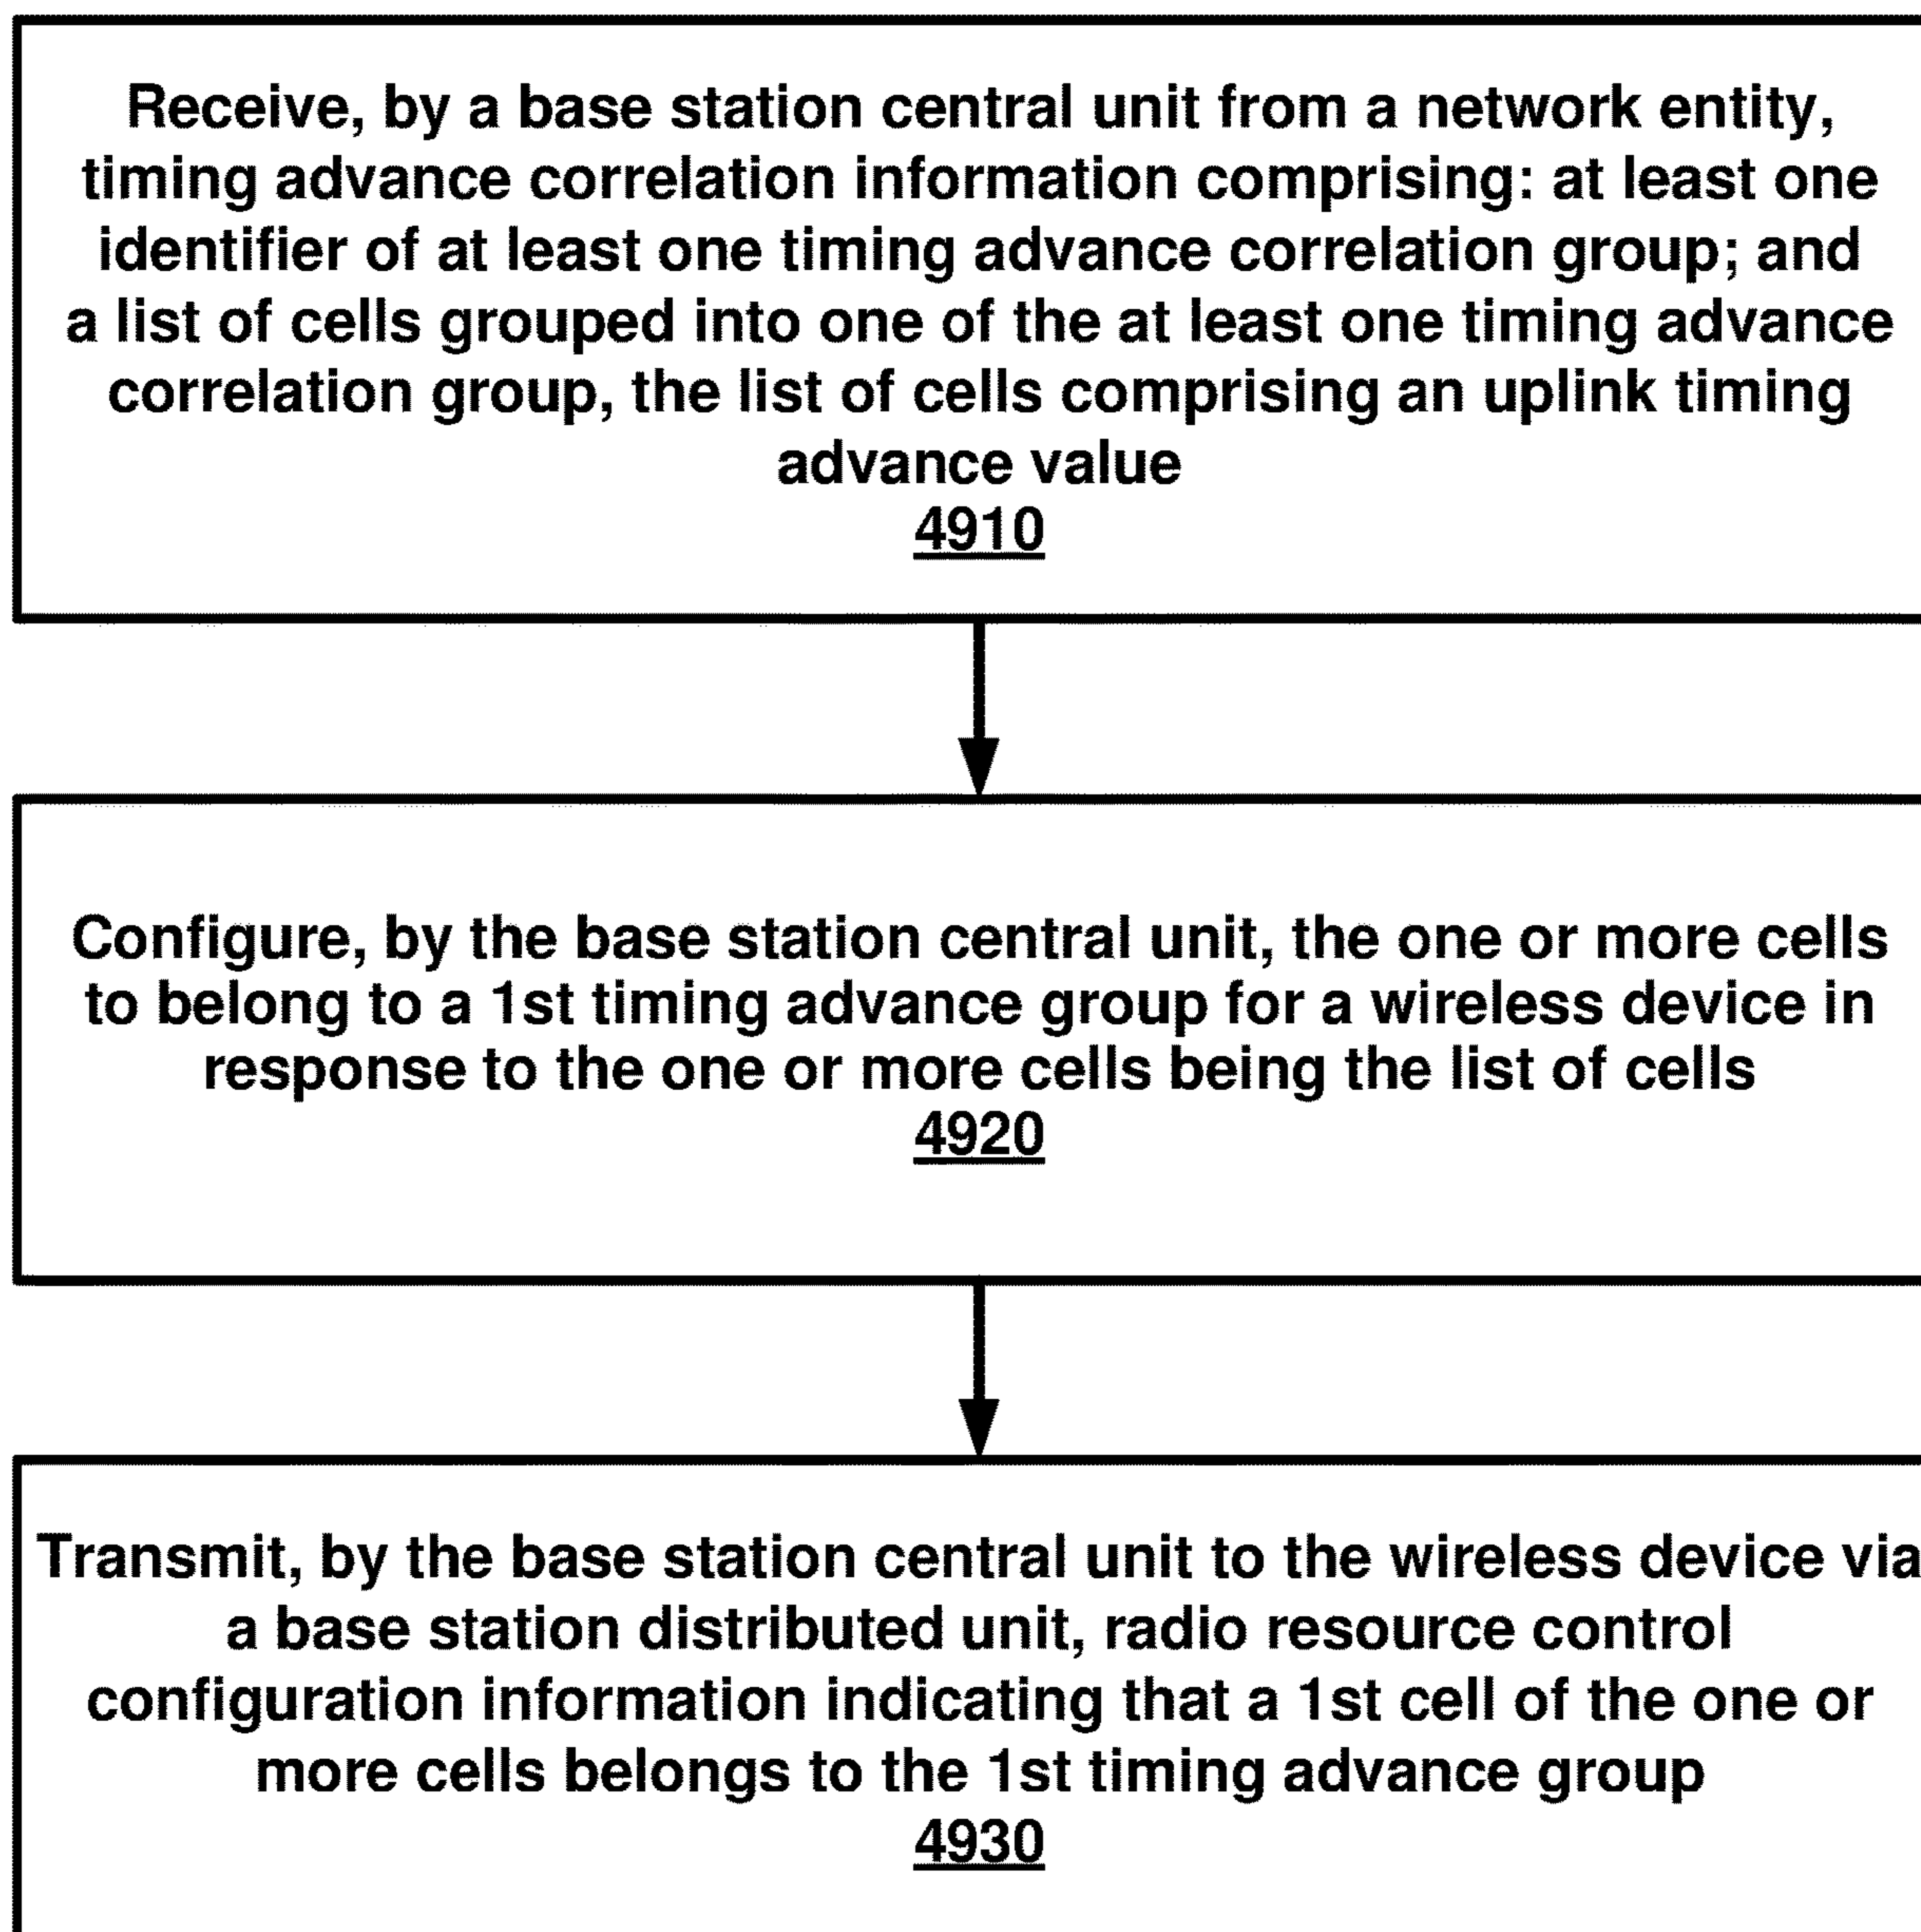 Receive, by a base station central unit from a network entity,
timing advance correlation information comprising: at least one
identifier of at least one timing advance correlation group; and
a list of cells grouped into one of the at least one timing advance
correlation group, the list of cells comprising an uplink timing
advance value
4910
Configure, by the base station central unit, the one or more cells
to belong to a 1st timing advance group for a wireless device in
response to the one or more cells being the list of cells
4920
Transmit, by the base station central unit to the wireless device via
a base station distributed unit, radio resource control
configuration information indicating that a 1st cell of the one or
more cells belongs to the 1st timing advance group
4930